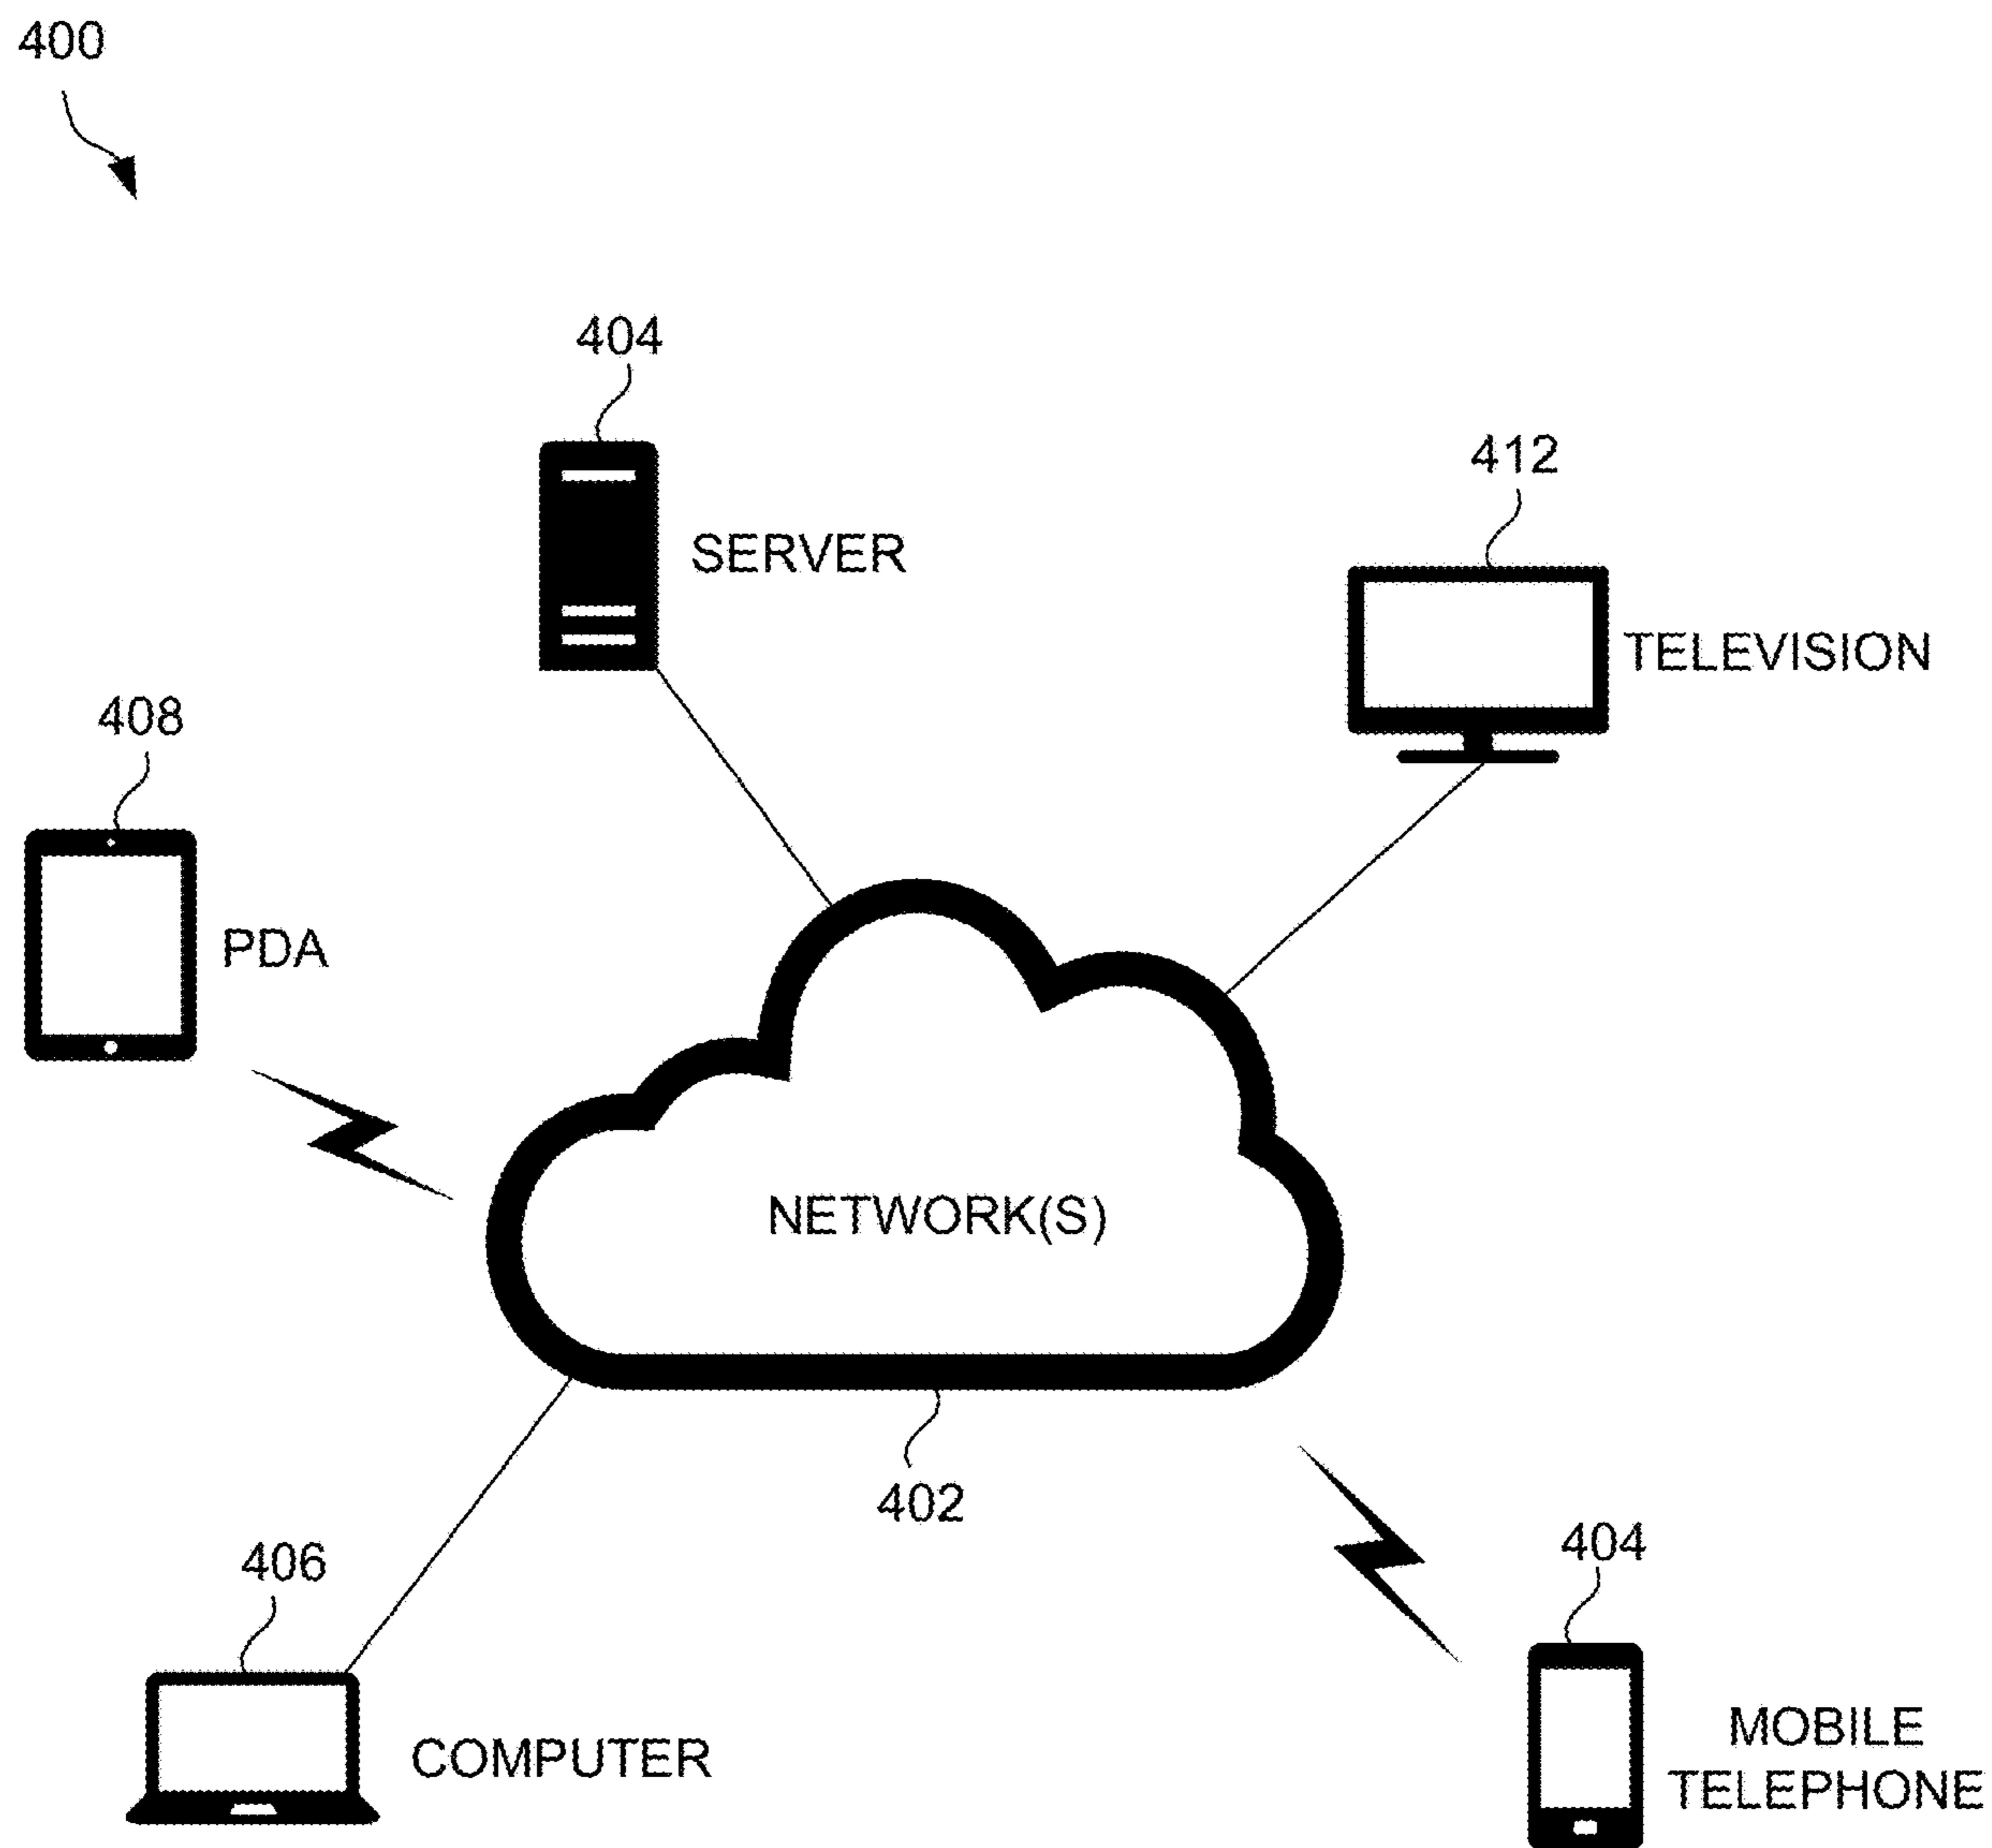 400
404
SERVER
412
TELEVISION
408
PDA
NETWORK(S)
402
406
COMPUTER
404
MOBILE
TELEPHONE